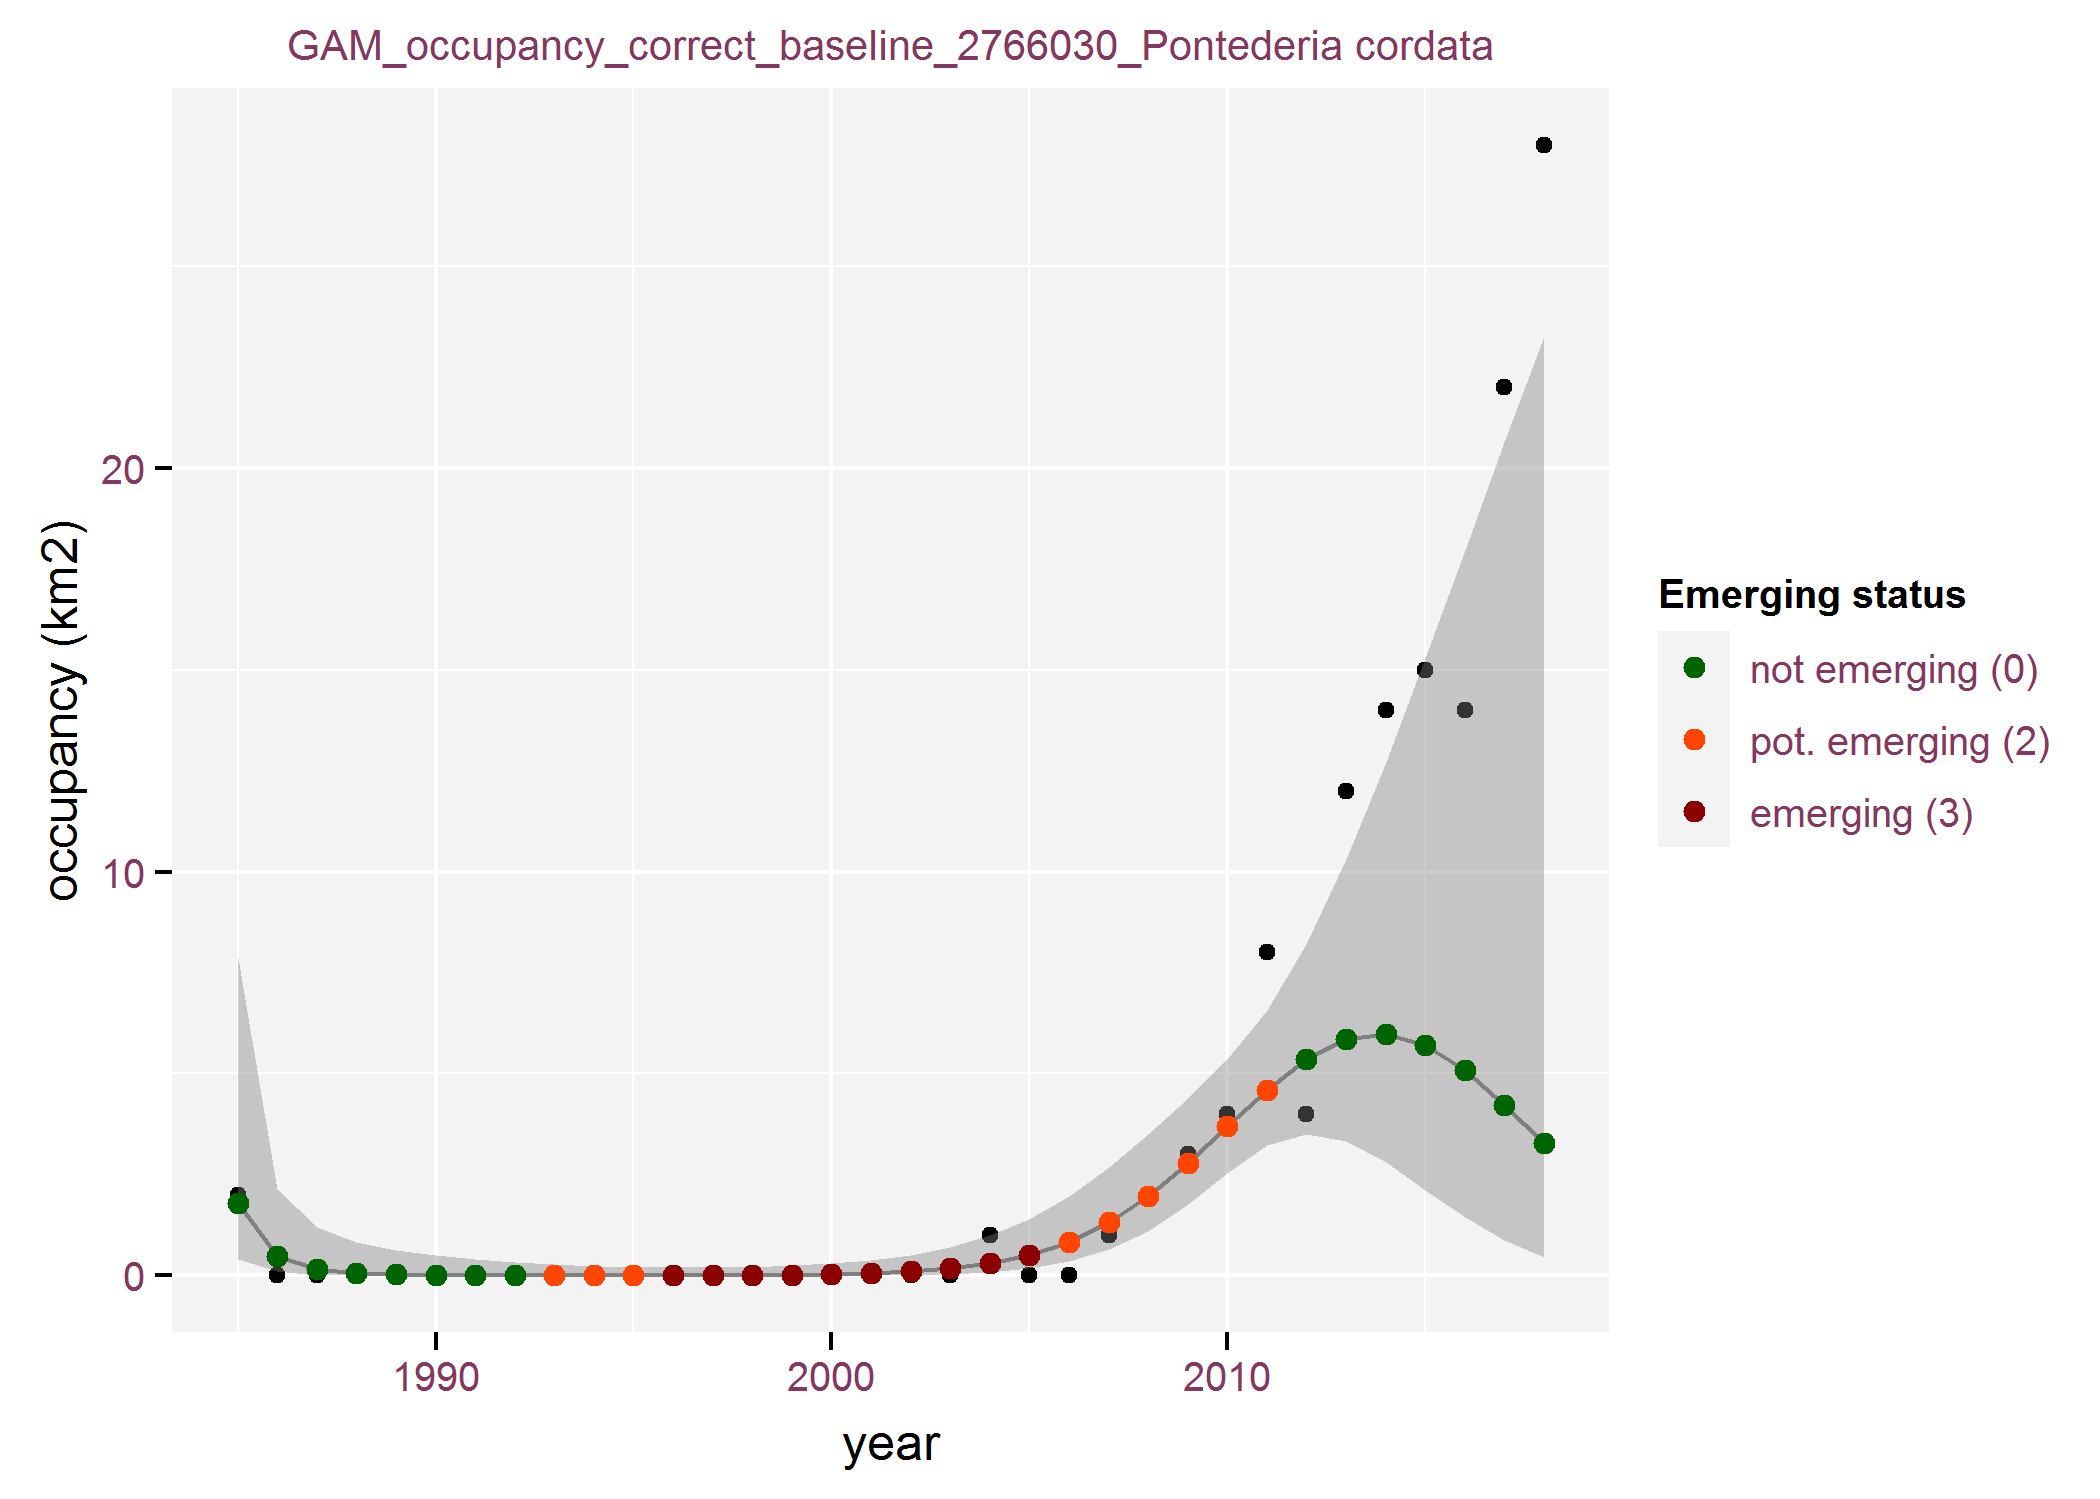 GAM_occupancy_correct_baseline_2766030_Pontederia cordata
occupancy (km2)
20
10
0
1990
2000
2010
year
Emerging status
not emerging (0)
pot. emerging (2)
emerging (3)